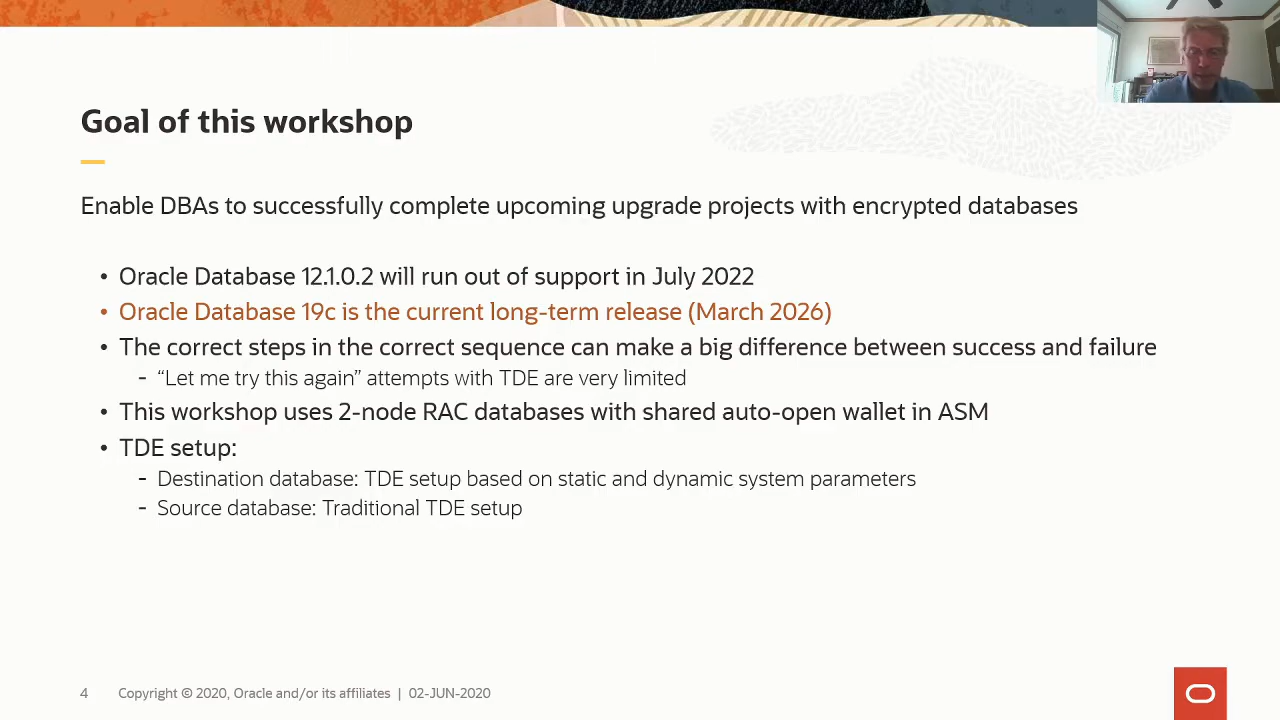 Goal of this workshop
Enable DBAs to successfully complete upcoming upgrade projects with encrypted databases
• Oracle Database 12.1.0.2 will run out of support in July 2022
• Oracle Database 19c is the current long-term release (March 2026)
• The correct steps in the correct sequence can make a big difference between success and failure
- “Let me try this again” attempts with TDE are very limited
• This workshop uses 2-node RAC databases with shared auto-open wallet in ASM
• TDE setup:
- Destination database: TDE setup based on static and dynamic system parameters
- Source database: Traditional TDE setup
4 Copyright © 2020, Oracle and/or its affiliates | 02-JUN-2020